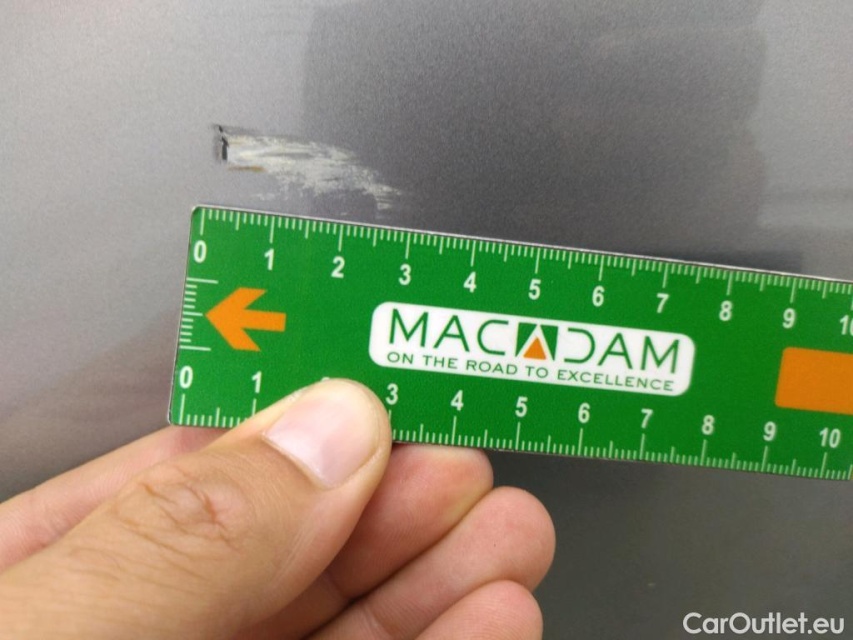 0 1 2 3 4 5 6 7 8 9
MACADAM
ON THE ROAD TO EXCELLENCE
0 1 3 4 5 6 7 8 9 10
CarOutlet.eu